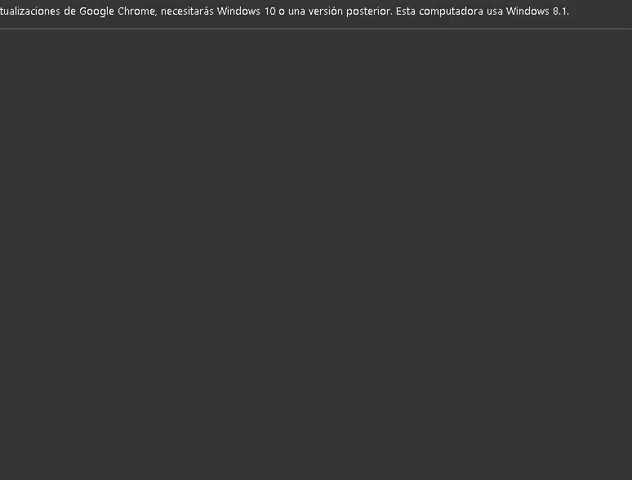 tualizaciones de Google Chrome, necesitarás Windows 10 o una versión posterior. Esta computadora usa Windows 8.1.